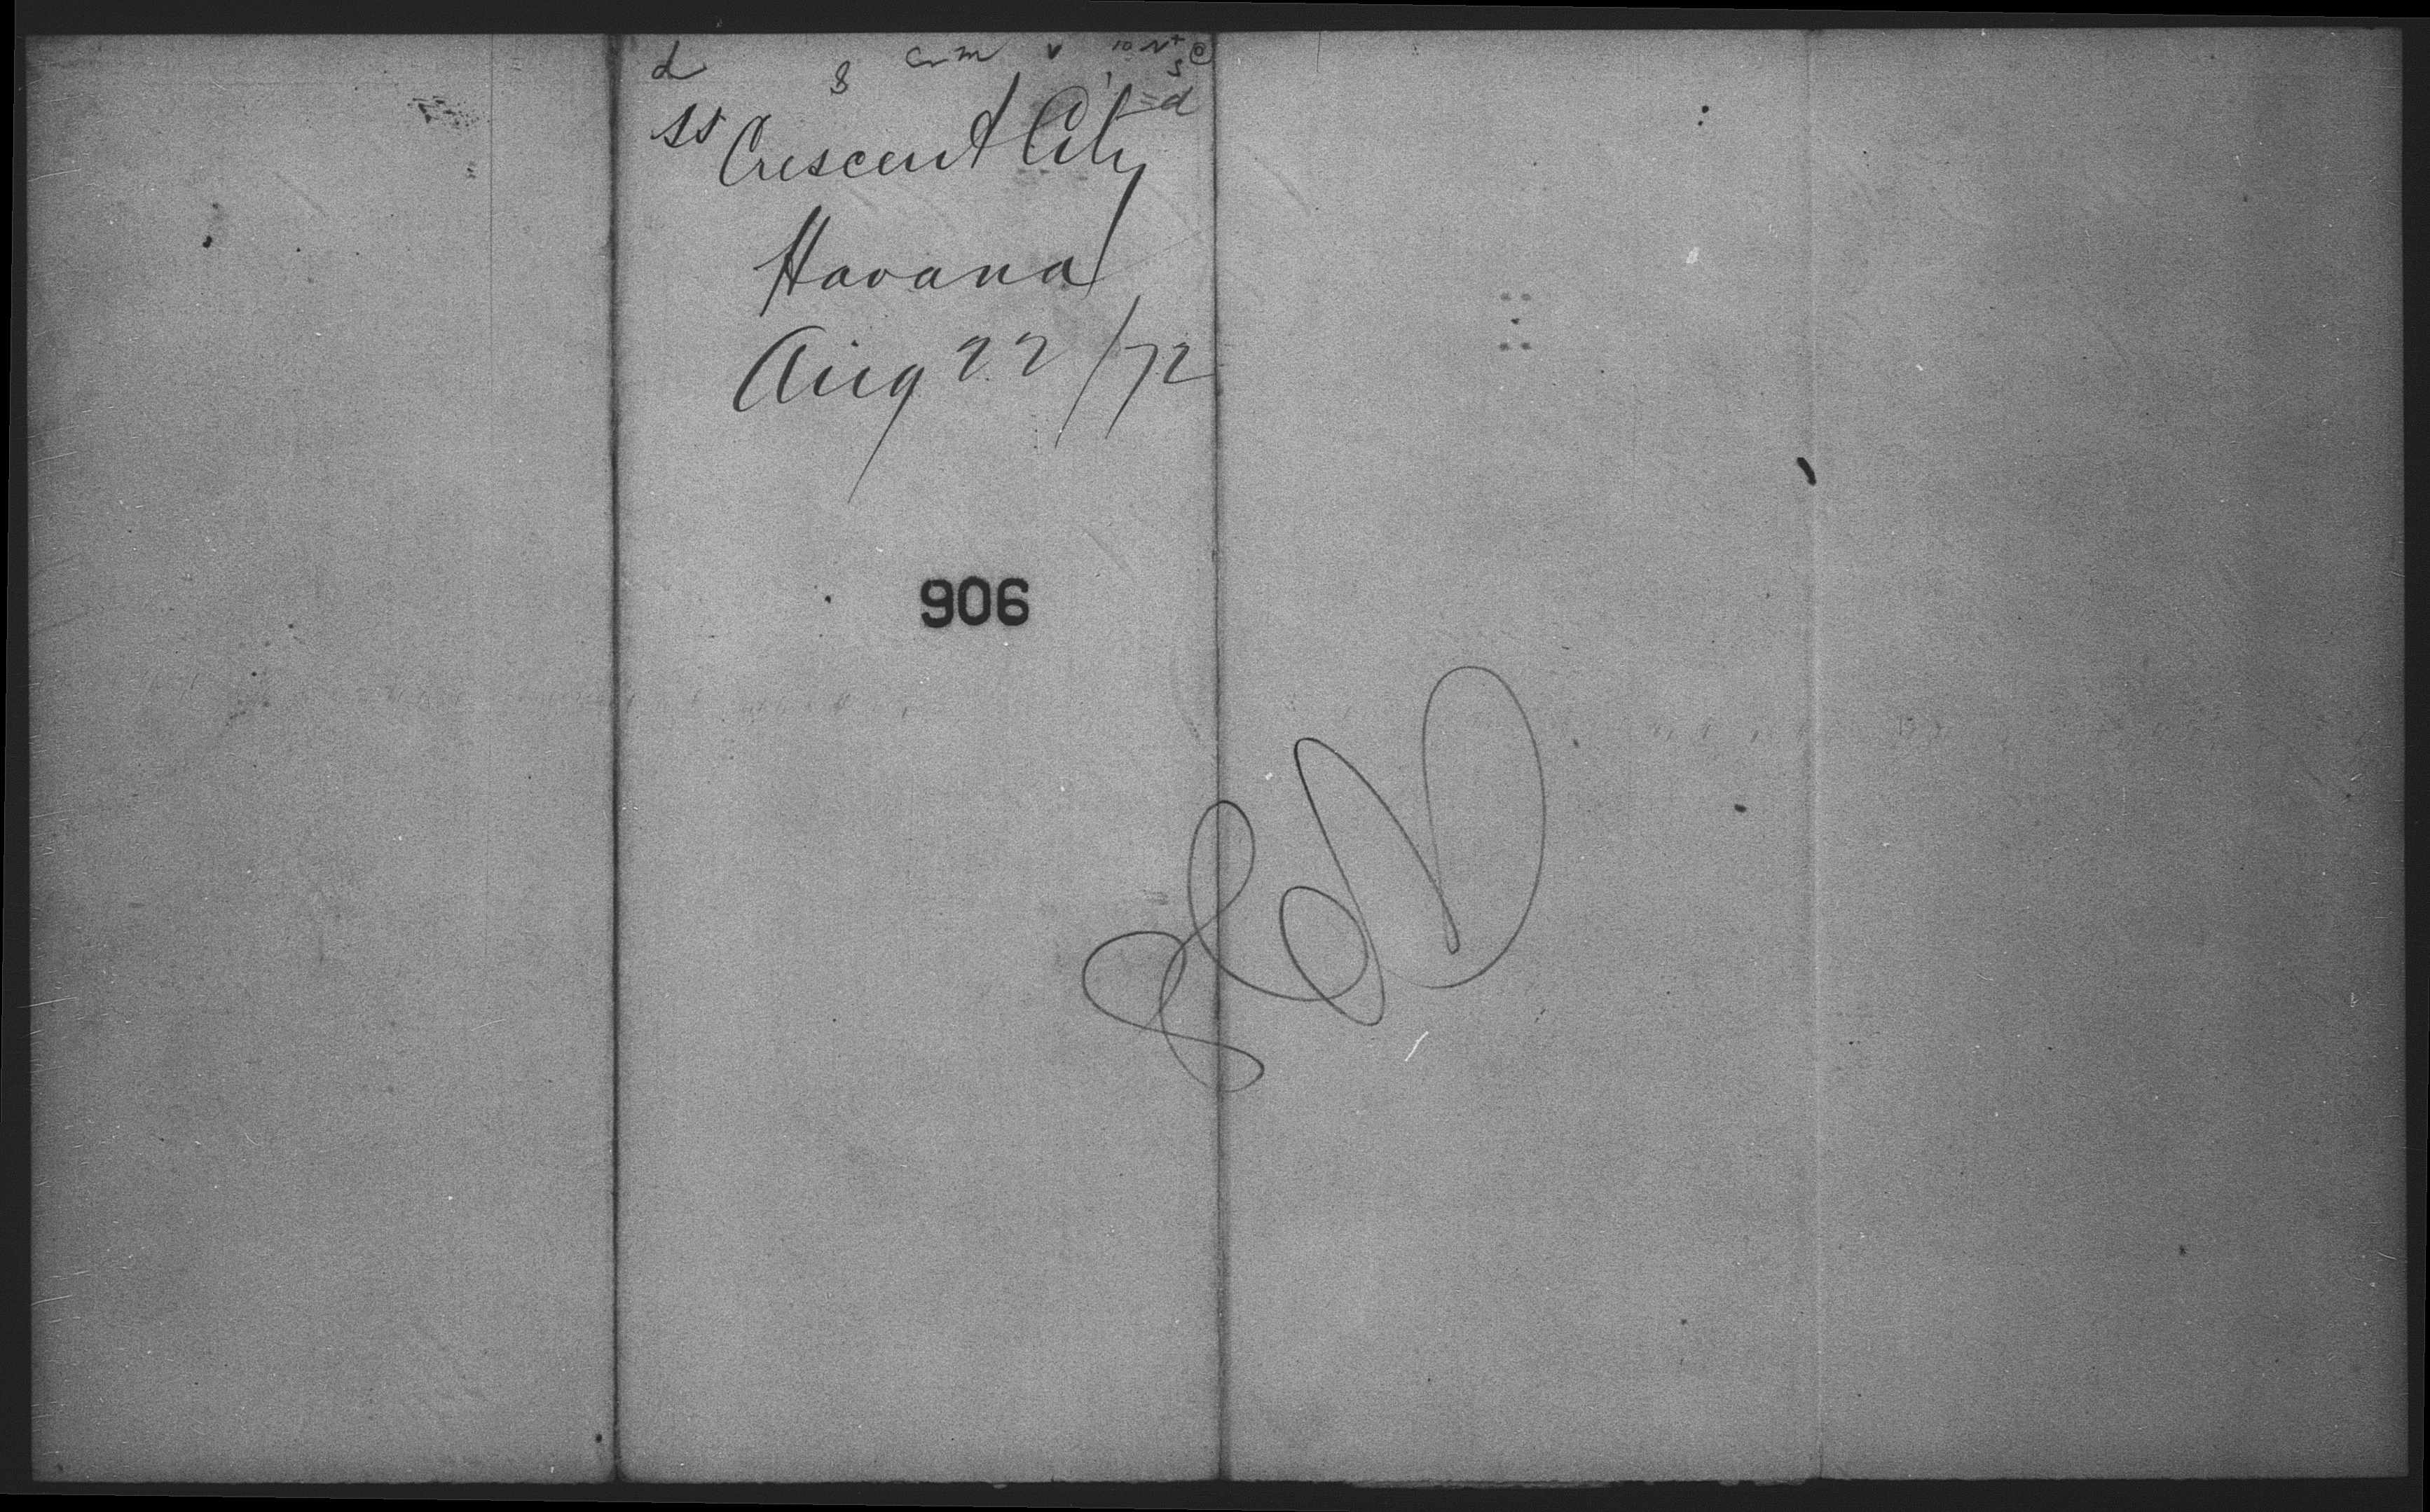 SS Crescent City
Havana
Aug 22/72
906